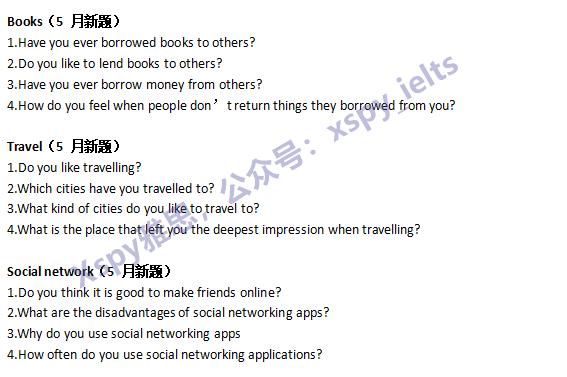 Books（5 月新题）
1.Have you ever borrowed books to others?
2.Do you like to lend books to others?
3.Have you ever borrow money from others?
4.How do you feel when people don’t return things they borrowed from you?
Travel（5 月新题）
1.Do you like travelling?
2.Which cities have you travelled to?
3.What kind of cities do you like to travel to?
4.What is the place that left you the deepest impression when travelling?
Social network（5 月新题）
1.Do you think it is good to make friends online?
2.What are the disadvantages of social networking apps?
3.Why do you use social networking apps
4.How often do you use social networking applications?
xspy雅思，公众号：xspy_ielts